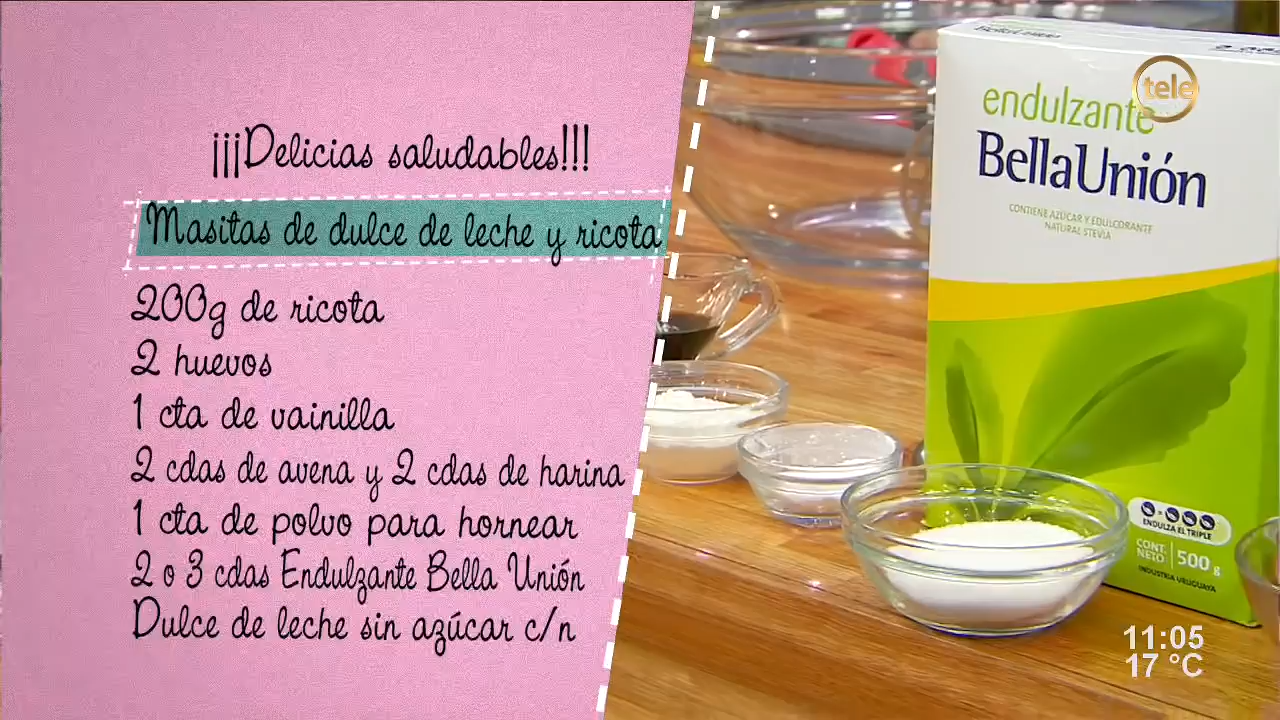 ¡¡¡Delicias saludables!!!
Masitas de dulce de leche y ricota
200g de ricota
2 huevos
1 cta de vainilla
2 cdas de avena y 2 cdas de harina
1 cta de polvo para hornear
2 o 3 cdas Endulzante Bella Unión
Dulce de leche sin azúcar c/n
tele
endulzante
BellaUnión
CONTIENE AZÚCAR Y EDULCORANTE
NATURAL STEVIA
ENDULZA EL TRIPLE
CONT. NETO 500 g
INDUSTRIA URUGUAYA
11:05
17 °C